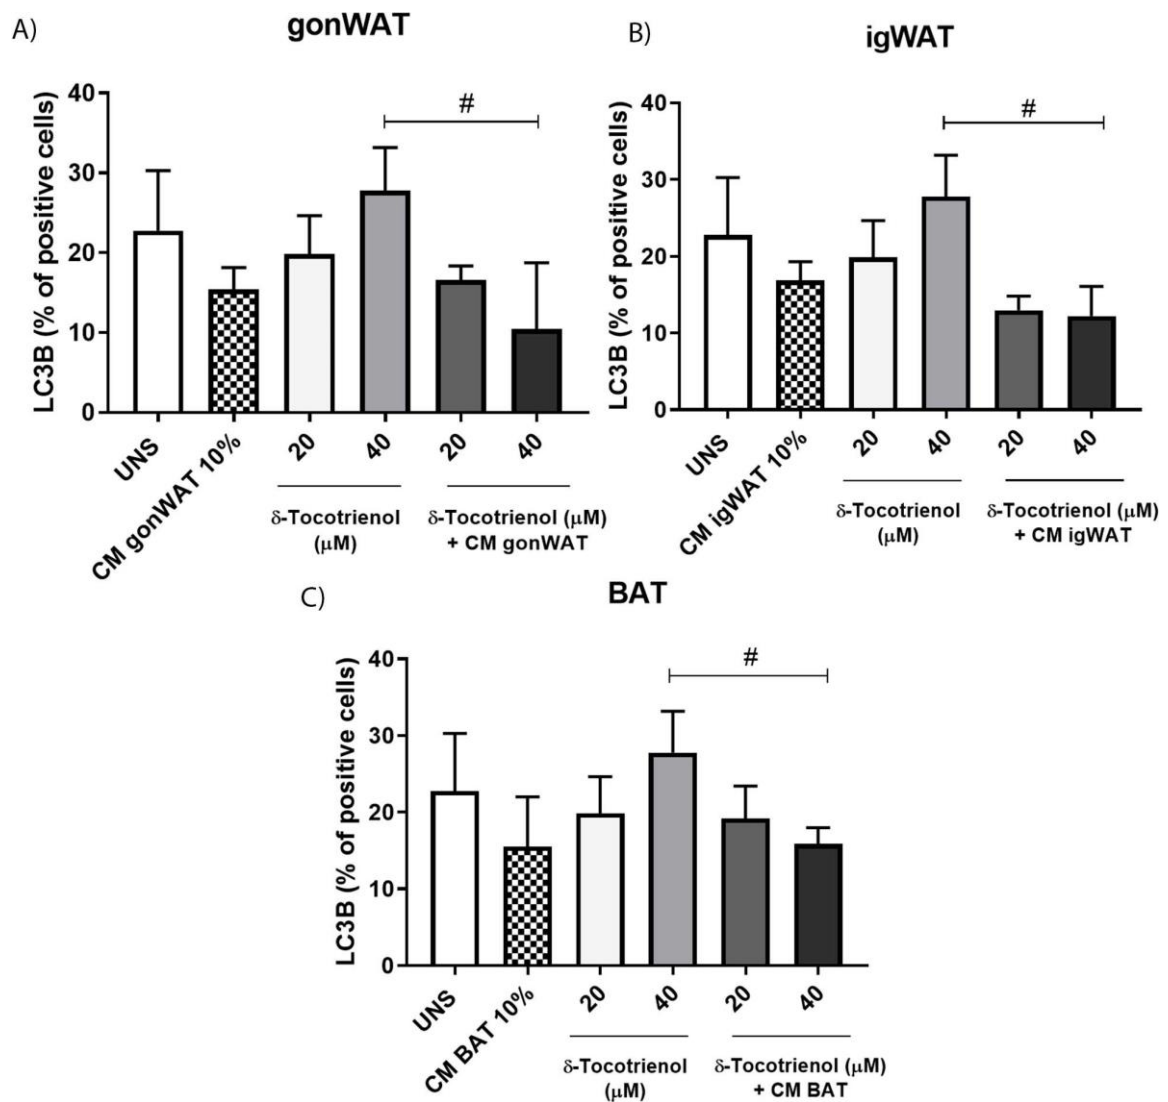 A)
gonWAT
LC3B (% of positive cells)
40
30
20
10
0
#
UNS
CM gonWAT 10%
20
40
20
40
δ-Tocotrienol
(μM)
δ-Tocotrienol (μM)
+ CM gonWAT
B)
igWAT
LC3B (% of positive cells)
40
30
20
10
0
#
UNS
CM igWAT 10%
20
40
20
40
δ-Tocotrienol
(μM)
δ-Tocotrienol (μM)
+ CM igWAT
C)
BAT
LC3B (% of positive cells)
40
30
20
10
0
#
UNS
CM BAT 10%
20
40
20
40
δ-Tocotrienol
(μM)
δ-Tocotrienol (μM)
+ CM BAT